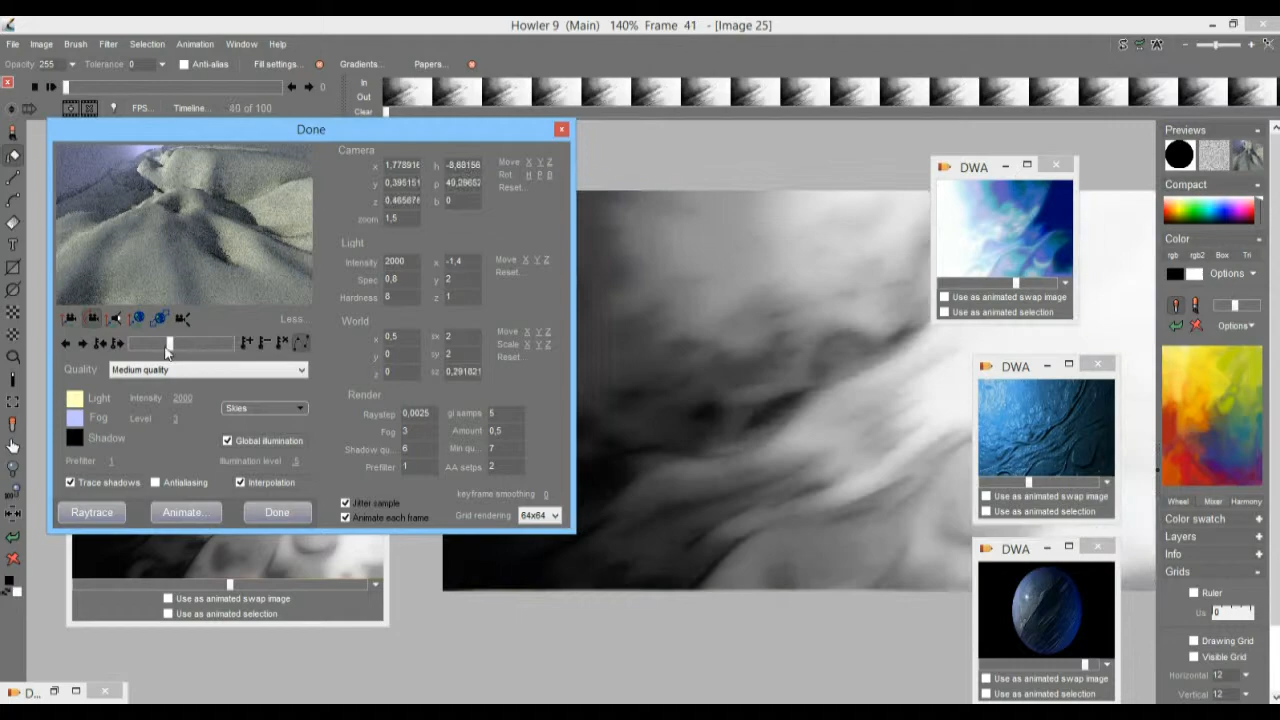 Howler 9 (Main) 140% Frame 41 - [Image 25]
File Image Brush Filter Selection Animation Window Help
Opacity 255 Tolerance 0 Anti-alias Fill settings... Gradients... Papers...
In
0
Out
FPS... Timeline... 40 of 100
Clear
Done
Camera
x 1,778916 h -8,88156 Move X Y Z
y 0,395151 p 49,29652 Rot H P B
z 0,465876 b 0 Reset...
zoom 1,5
Light
Intensity 2000 x -1,4 Move X Y Z
Spec 0,8 y 2 Reset...
Hardness 6 z 1
Less...
World
x 0,5 sx 2 Move X Y Z
y 0 sy 2 Scale X Y Z
z 0 sz 0,291821 Reset...
Quality Medium quality
Light Intensity 2000
Skies
Fog Level 3
Shadow Global illumination
Prefilter 1 Illumination level .5
Trace shadows Antialiasing Interpolation
Raytrace Animate... Done
Render
Raystep 0,0025 gi samps 5
Fog 3 Amount 0,5
Shadow qu... 6 Min qu... 7
Prefilter 1 AA setps 2
keyframe smoothing 0
Jitter sample
Animate each frame Grid rendering 64x64
Use as animated swap image
Use as animated selection
D...
DWA
Use as animated swap image
Use as animated selection
DWA
Use as animated swap image
Use as animated selection
DWA
Use as animated swap image
Use as animated selection
Previews
Compact
Color
rgb rgb2 Box Tri
Options
Options
Wheel Mixer Harmony
Color swatch
Layers
Info
Grids
Ruler
0
Drawing Grid
Visible Grid
Horizontal 12
Vertical 12